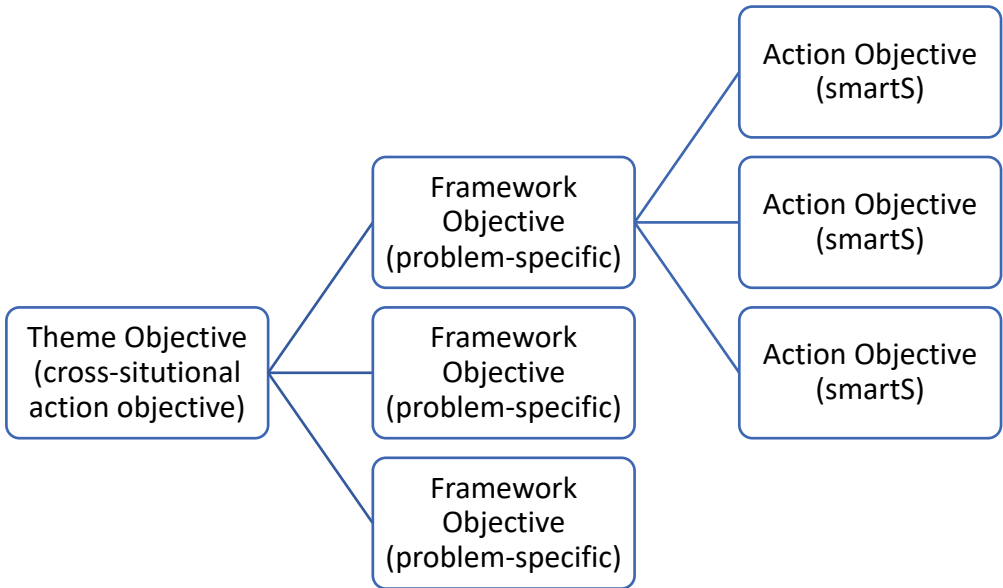 Theme Objective
(cross-situtional
action objective)
Framework
Objective
(problem-specific)
Framework
Objective
(problem-specific)
Framework
Objective
(problem-specific)
Action Objective
(smartS)
Action Objective
(smartS)
Action Objective
(smartS)